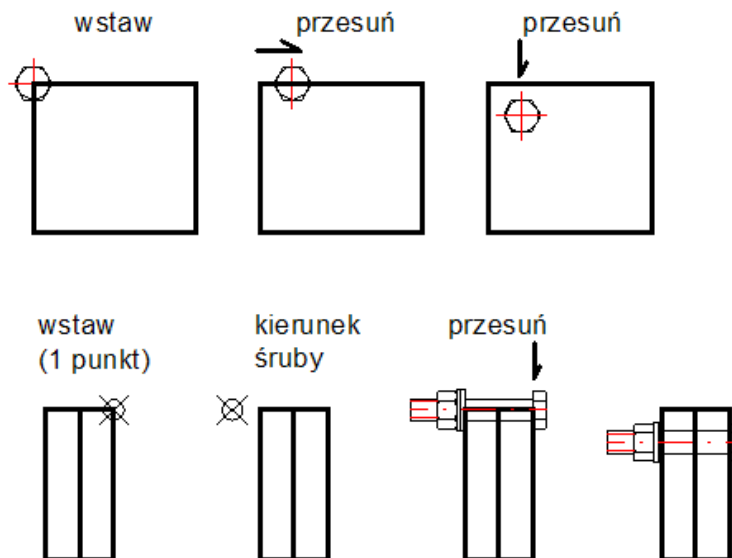 wstaw
przesuń
przesuń
wstaw
(1 punkt)
kierunek
śruby
przesuń